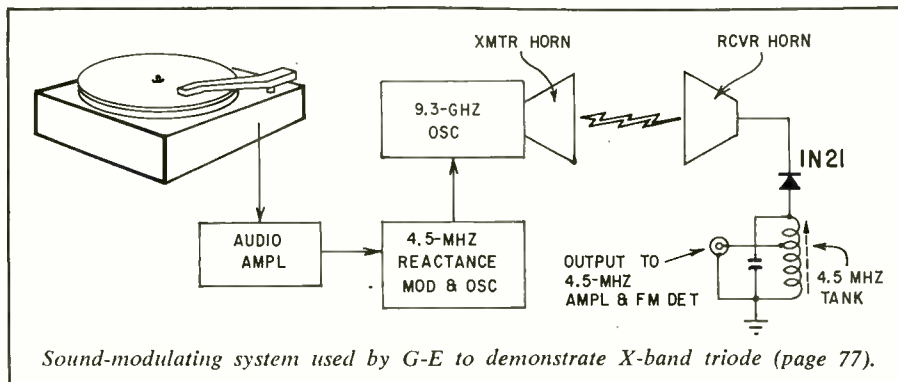 XMTR HORN
RCVR HORN
9.3-GHZ
OSC
1N21
AUDIO
AMPL
4.5-MHZ
REACTANCE
MOD & OSC
OUTPUT TO
4.5-MHZ
AMPL & FM DET
4.5 MHZ
TANK
Sound-modulating system used by G-E to demonstrate X-band triode (page 77).